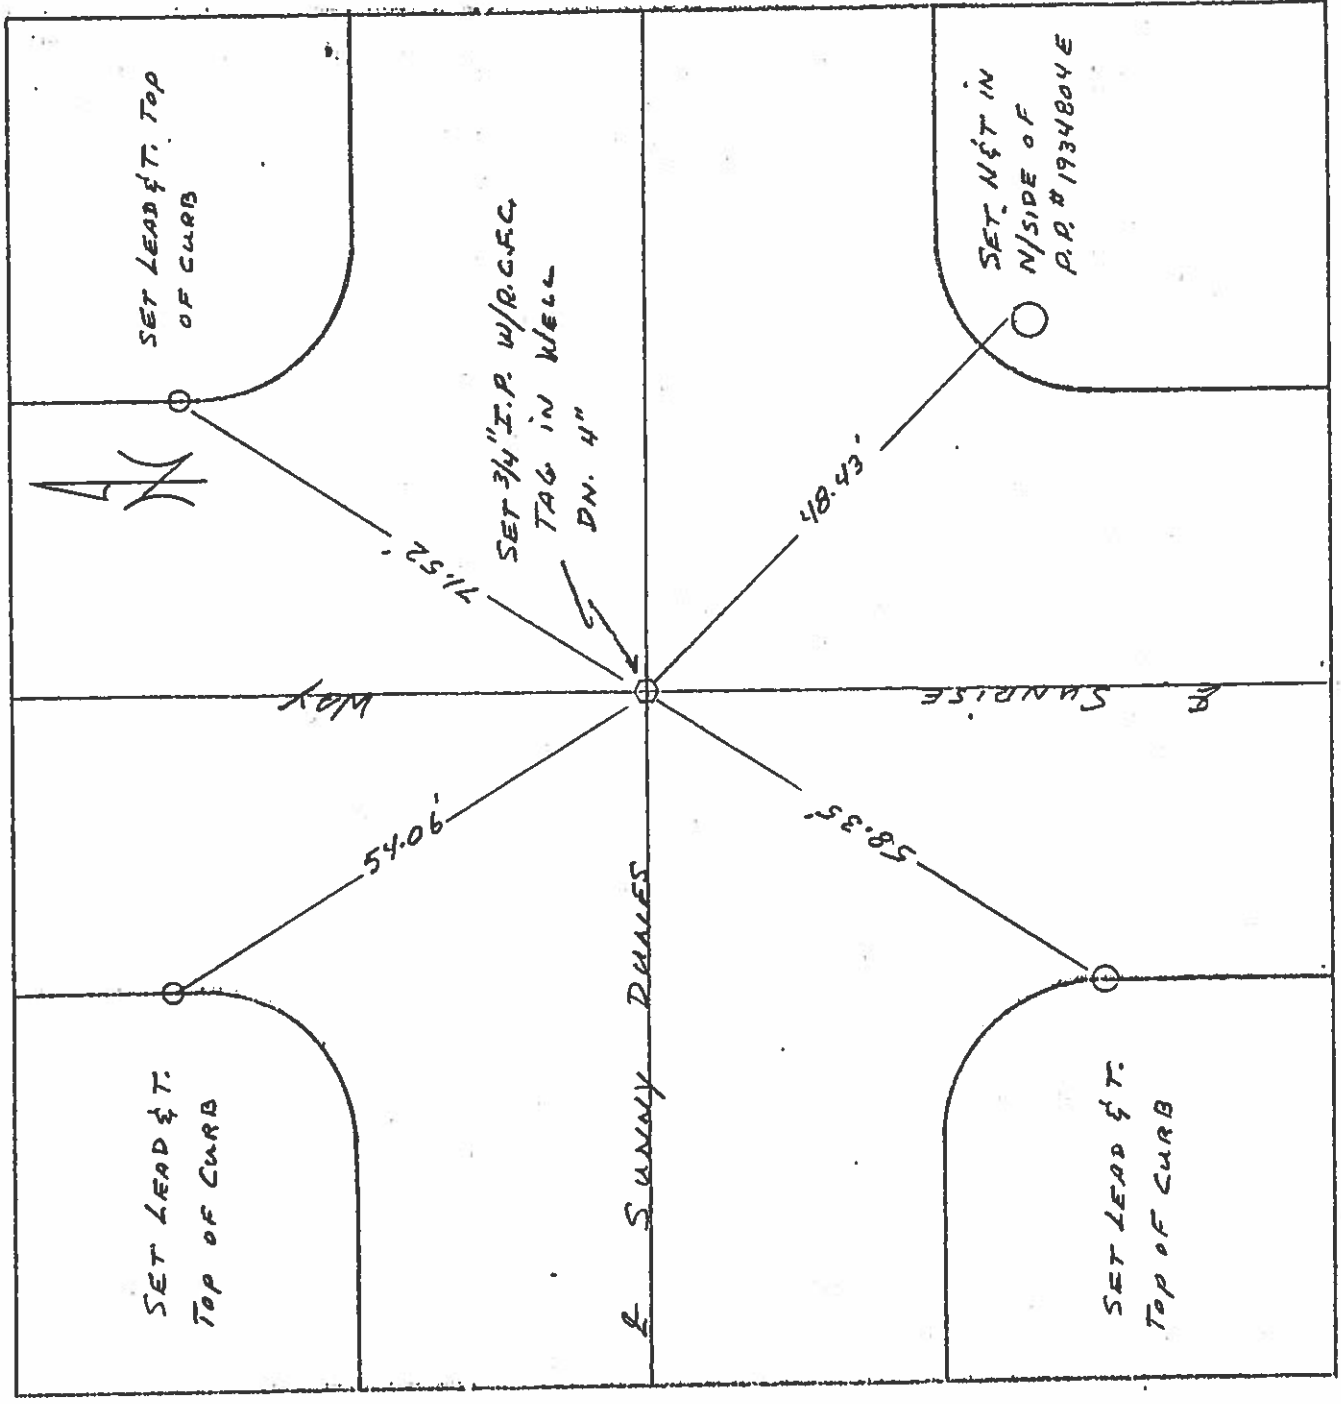 SET LEAD & T. TOP
OF CURB
SET N&T IN
N/SIDE OF
P.P. # 1934804E
SET 3/4" I.P. W/R.C.F.C.
TAG IN WELL
DN. 4"
71.52'
48.43'
54.06'
58.35'
℄ SUNRISE WAY
℄ SUNNY DUNES
SET LEAD & T.
TOP OF CURB
SET LEAD & T.
TOP OF CURB
N